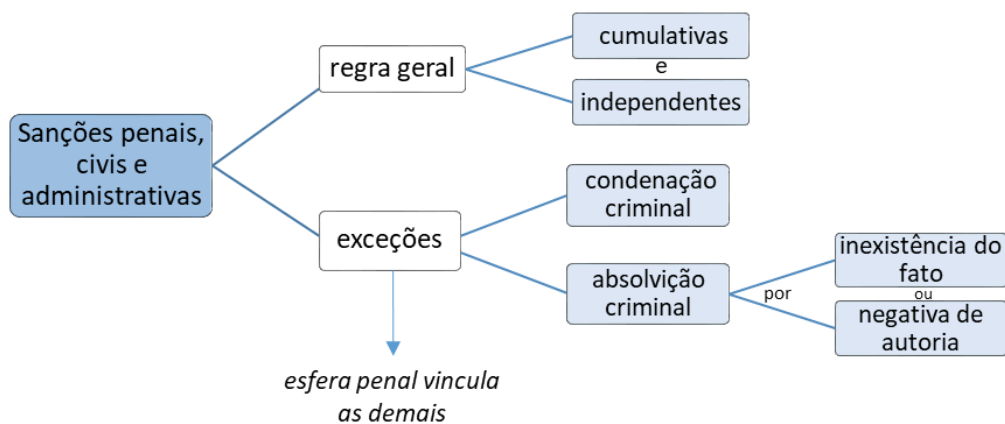 Sanções penais,
civis e
administrativas
regra geral
cumulativas
e
independentes
exceções
condenação
criminal
absolvição
criminal
por
inexistência do
fato
ou
negativa de
autoria
esfera penal vincula
as demais